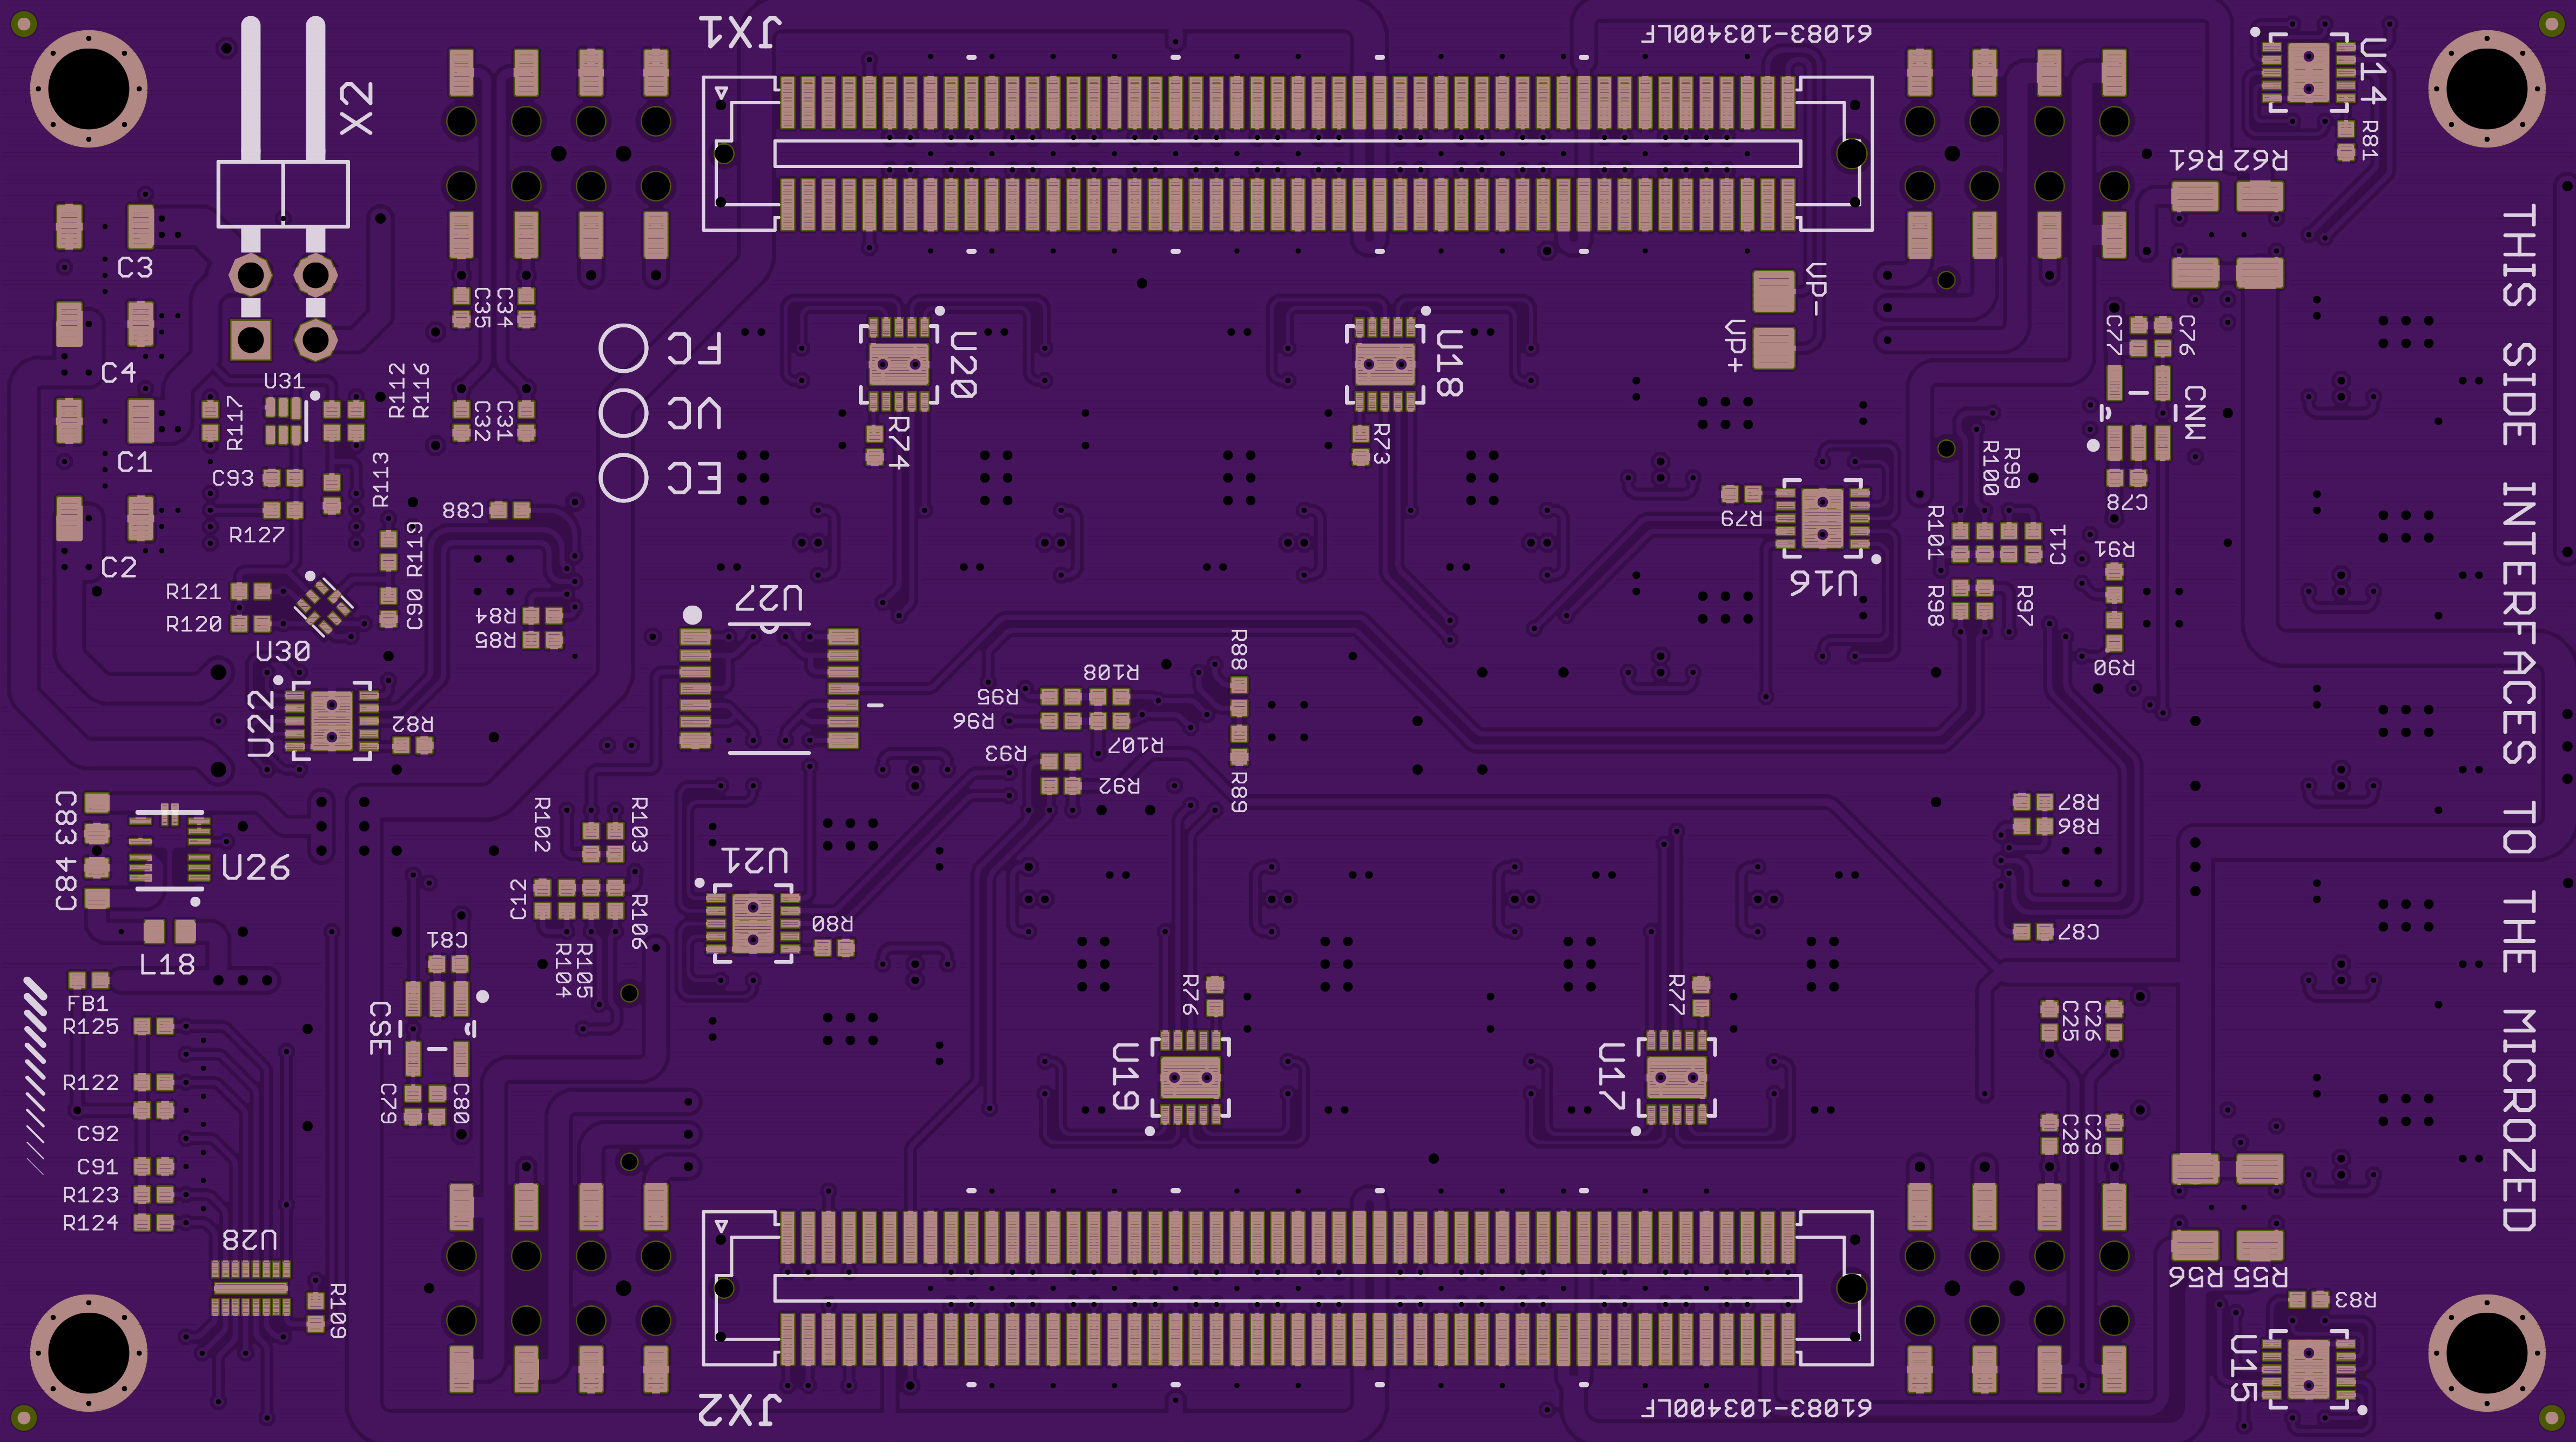 JX1
61083-103400LF
U14
X2
R81
R61 R62
THIS SIDE INTERFACES TO THE MICROZED
C3
C35
C34
VP-
VP+
FC
U20
U18
C77
C76
C4
U31
R112
R116
VC
CNM
R117
C32
C31
R74
R73
C1
C93
R113
EC
R100
R99
C78
C88
R79
R127
R119
R101
C11
R91
C2
R121
U27
U16
R84
C90
R98
R97
R120
R85
U30
R88
R108
R90
R95
U22
R82
R96
R107
R93
R92
R89
C83
R102
R103
R87
R86
U21
U26
C84
C12
R106
R80
C87
C81
L18
R104
R105
R76
R77
FB1
CSE
R125
C25
C26
U19
U17
R122
C79
C80
C92
C28
C29
C91
R123
R124
U28
R56 R55
R109
R83
U15
JX2
61083-103400LF